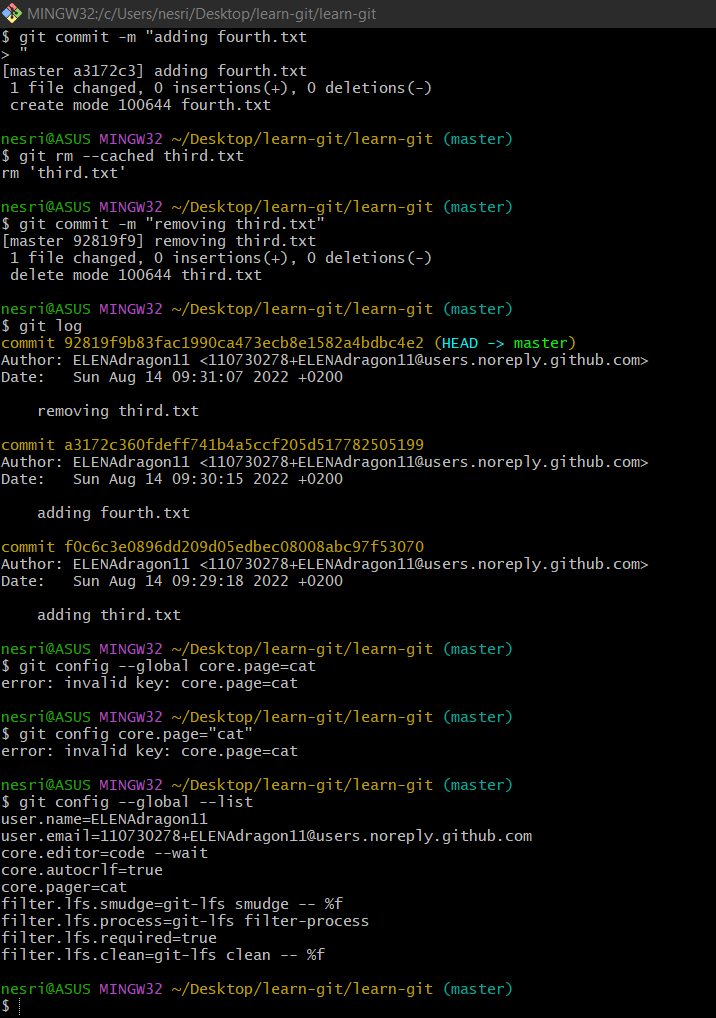 MINGW32:/c/Users/nesri/Desktop/learn-git/learn-git
$ git commit -m "adding fourth.txt
> "
[master a3172c3] adding fourth.txt
 1 file changed, 0 insertions(+), 0 deletions(-)
 create mode 100644 fourth.txt
nesri@ASUS MINGW32 ~/Desktop/learn-git/learn-git (master)
$ git rm --cached third.txt
rm 'third.txt'
nesri@ASUS MINGW32 ~/Desktop/learn-git/learn-git (master)
$ git commit -m "removing third.txt"
[master 92819f9] removing third.txt
 1 file changed, 0 insertions(+), 0 deletions(-)
 delete mode 100644 third.txt
nesri@ASUS MINGW32 ~/Desktop/learn-git/learn-git (master)
$ git log
commit 92819f9b83fac1990ca473ecb8e1582a4bdbc4e2 (HEAD -> master)
Author: ELENAdragon11 <110730278+ELENAdragon11@users.noreply.github.com>
Date:   Sun Aug 14 09:31:07 2022 +0200
    removing third.txt
commit a3172c360fdeff741b4a5ccf205d517782505199
Author: ELENAdragon11 <110730278+ELENAdragon11@users.noreply.github.com>
Date:   Sun Aug 14 09:30:15 2022 +0200
    adding fourth.txt
commit f0c6c3e0896dd209d05edbec08008abc97f53070
Author: ELENAdragon11 <110730278+ELENAdragon11@users.noreply.github.com>
Date:   Sun Aug 14 09:29:18 2022 +0200
    adding third.txt
nesri@ASUS MINGW32 ~/Desktop/learn-git/learn-git (master)
$ git config --global core.page=cat
error: invalid key: core.page=cat
nesri@ASUS MINGW32 ~/Desktop/learn-git/learn-git (master)
$ git config core.page="cat"
error: invalid key: core.page=cat
nesri@ASUS MINGW32 ~/Desktop/learn-git/learn-git (master)
$ git config --global --list
user.name=ELENAdragon11
user.email=110730278+ELENAdragon11@users.noreply.github.com
core.editor=code --wait
core.autocrlf=true
core.pager=cat
filter.lfs.smudge=git-lfs smudge -- %f
filter.lfs.process=git-lfs filter-process
filter.lfs.required=true
filter.lfs.clean=git-lfs clean -- %f
nesri@ASUS MINGW32 ~/Desktop/learn-git/learn-git (master)
$